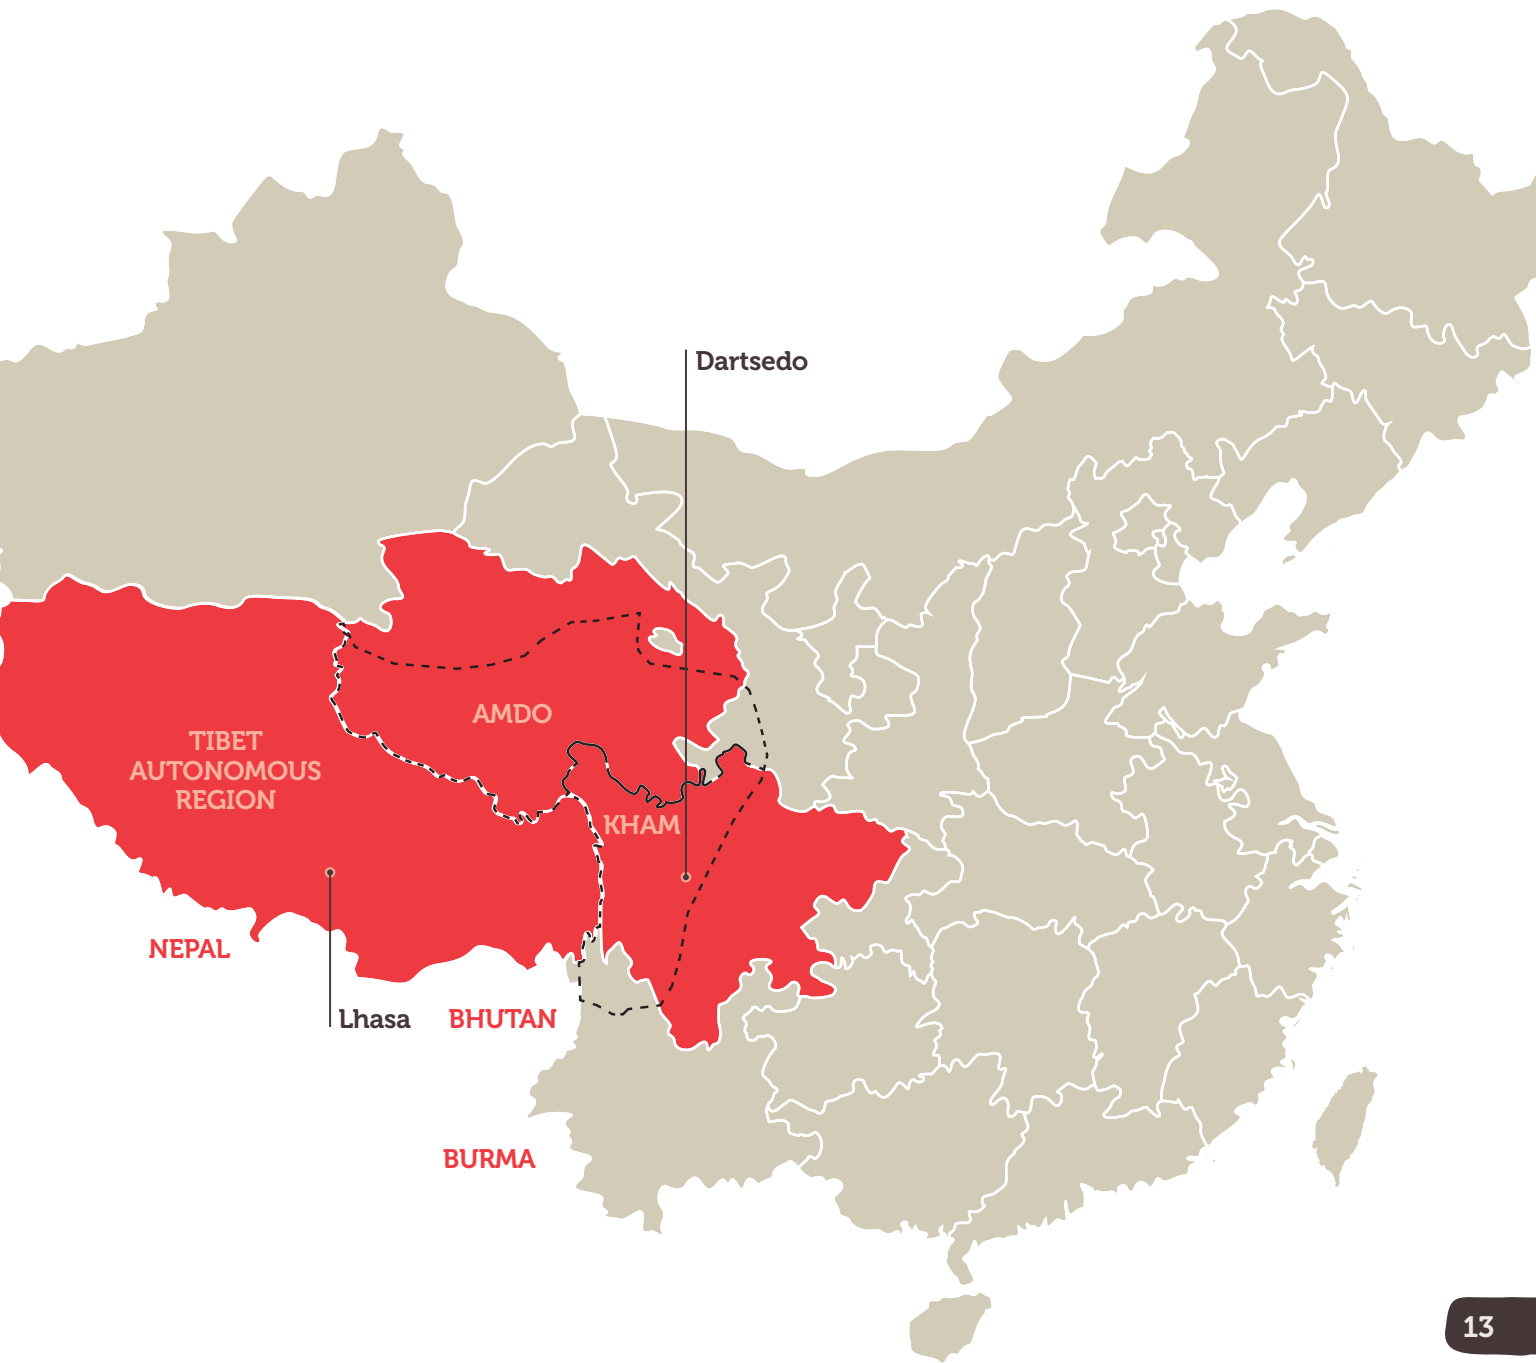 Dartsedo
AMDO
TIBET
AUTONOMOUS
REGION
KHAM
NEPAL
Lhasa
BHUTAN
BURMA
13